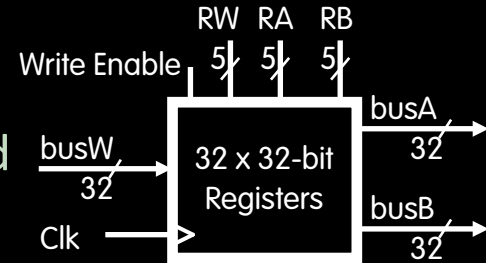 RW RA RB
Write Enable 5 5 5
busW 32
Clk
32 x 32-bit
Registers
busA
32
busB
32